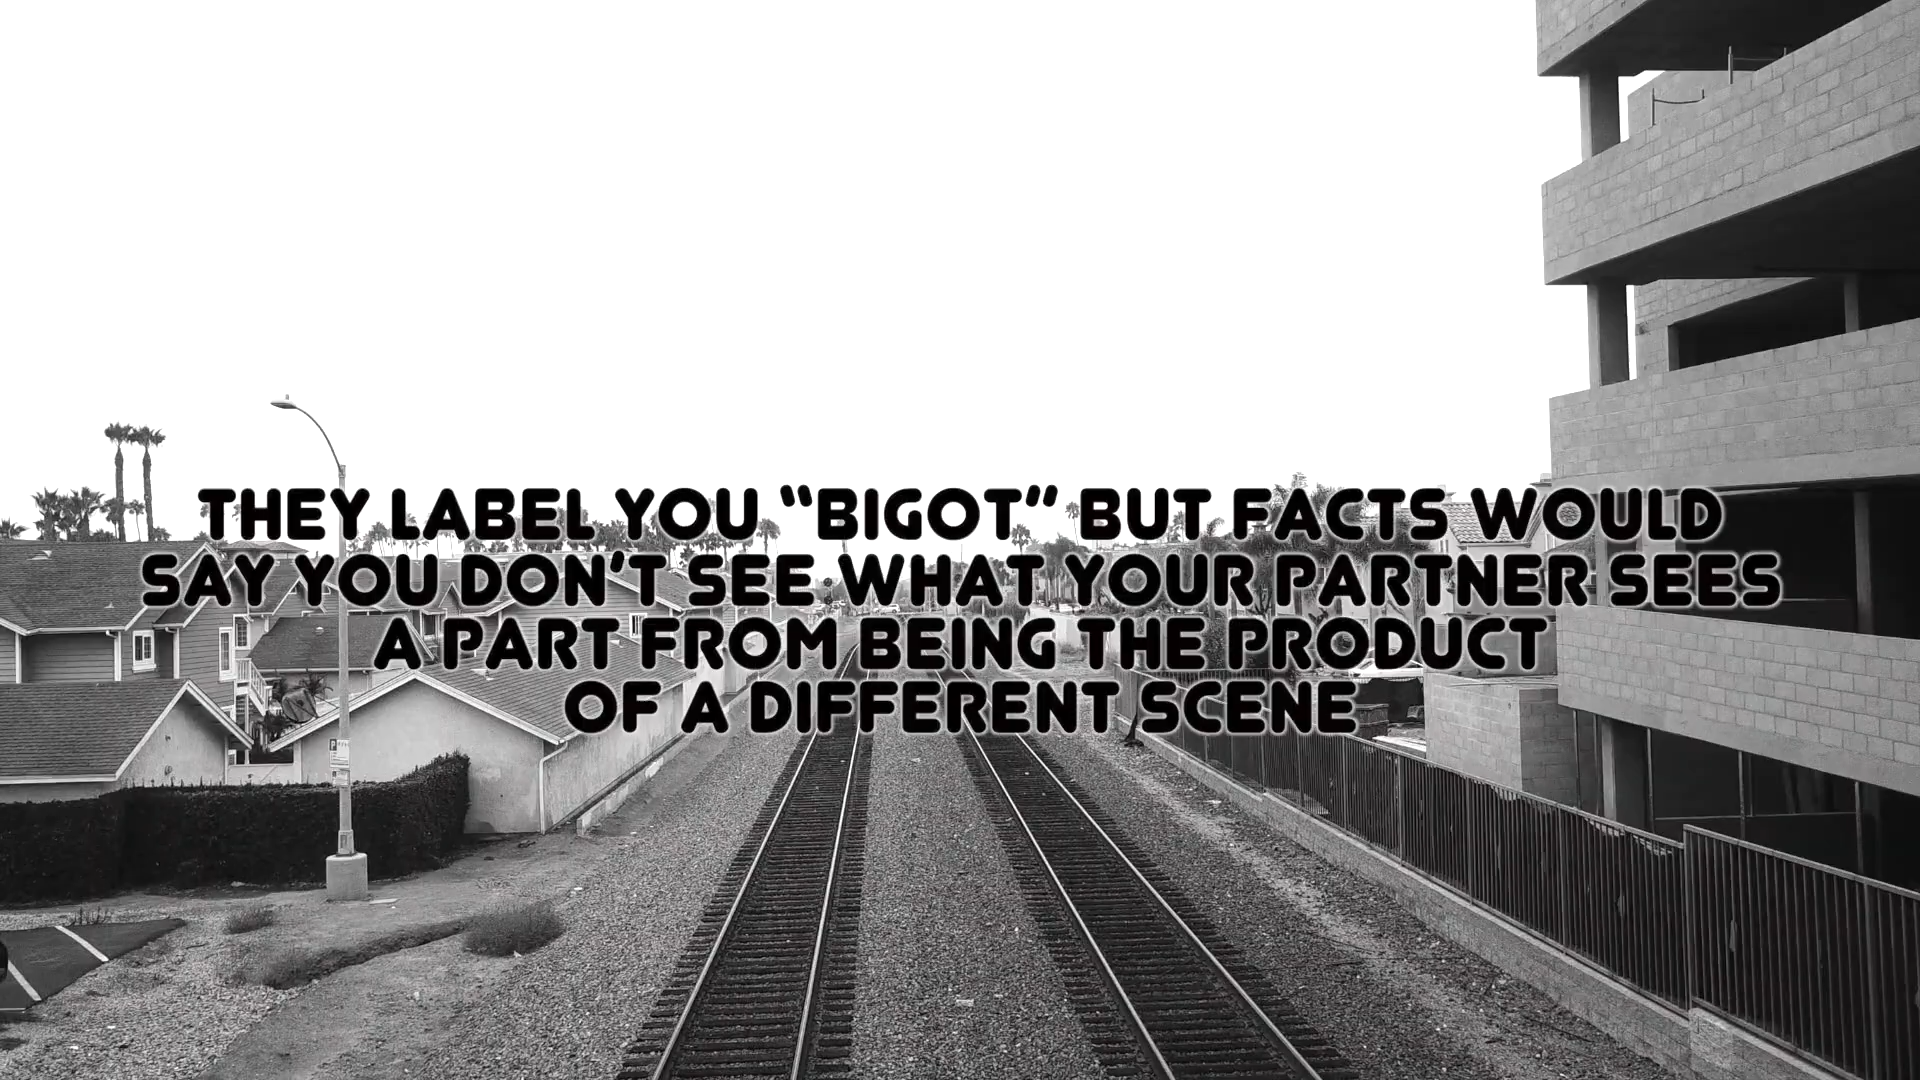 THEY LABEL YOU “BIGOT” BUT FACTS WOULD
SAY YOU DON'T SEE WHAT YOUR PARTNER SEES
A PART FROM BEING THE PRODUCT
OF A DIFFERENT SCENE